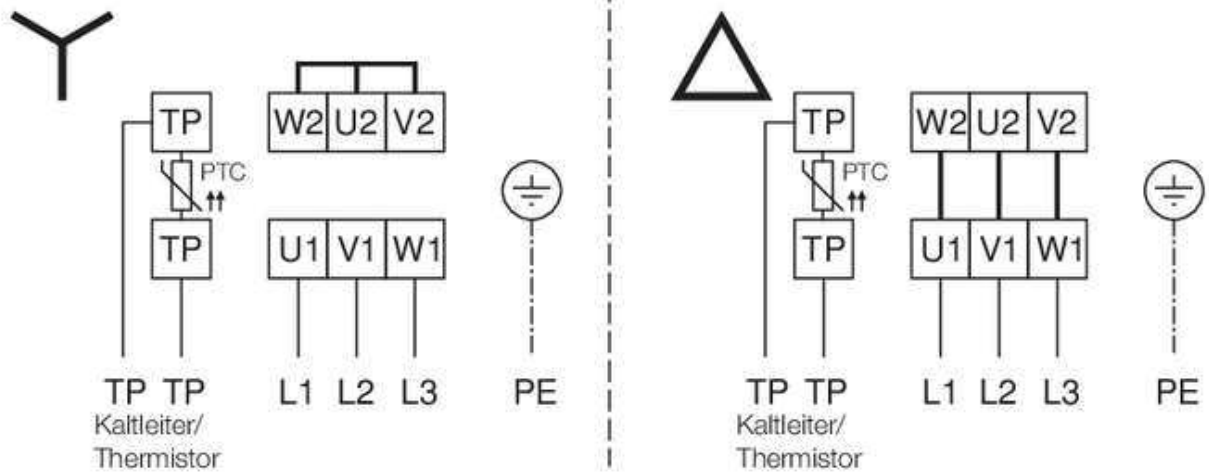 TP W2 U2 V2
PTC
TP U1 V1 W1
TP TP L1 L2 L3 PE
Kaltleiter/
Thermistor
TP W2 U2 V2
PTC
TP U1 V1 W1
TP TP L1 L2 L3 PE
Kaltleiter/
Thermistor